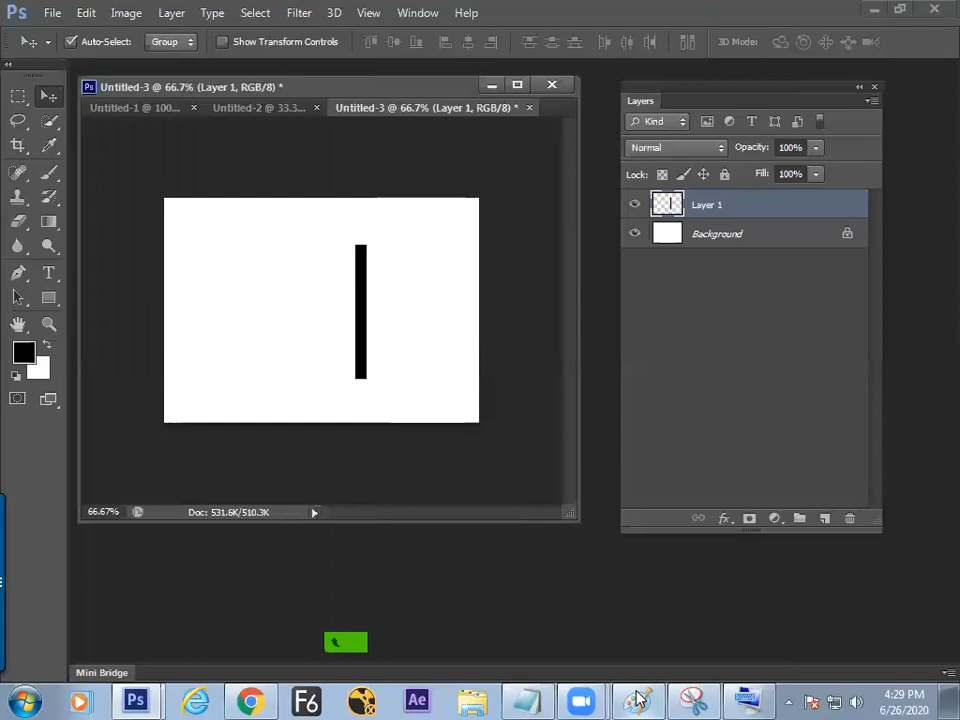 Ps File Edit Image Layer Type Select Filter 3D View Window Help
Auto-Select: Group Show Transform Controls 3D Mode:
Ps Untitled-3 @ 66.7% (Layer 1, RGB/8) *
Untitled-1 @ 100... × Untitled-2 @ 33.3... × Untitled-3 @ 66.7% (Layer 1, RGB/8) * ×
Layers
Kind
Normal Opacity: 100%
Lock: Fill: 100%
Layer 1
Background
66.67% Doc: 531.6K/510.3K
Mini Bridge
Ps F6 Ae
4:29 PM
6/26/2020